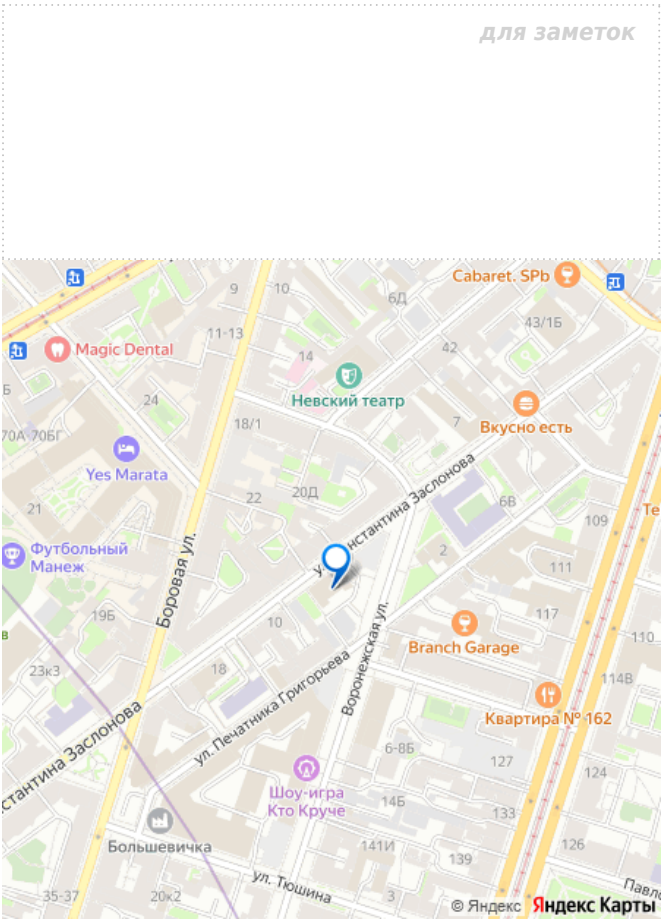 для заметок
Cabaret. SPb
9
10
6Д
43/1Б
11-13
Magic Dental
14
42
Невский театр
24
18/1
7
Вкусно есть
70А
70БГ
Yes Marata
20Д
22
6В
21
109
ул. Константина Заслонова
2
Футбольный
Манеж
Боровая ул.
111
19Б
10
117
Branch Garage
110
Воронежская ул.
23к3
18
ул. Печатника Григорьева
114В
Квартира № 162
6-8Б
127
Шоу-игра
Кто Круче
124
14Б
133
Большевичка
141И
139
126
ул. Тюшина
35-37
20к2
3
© Яндекс Яндекс Карты